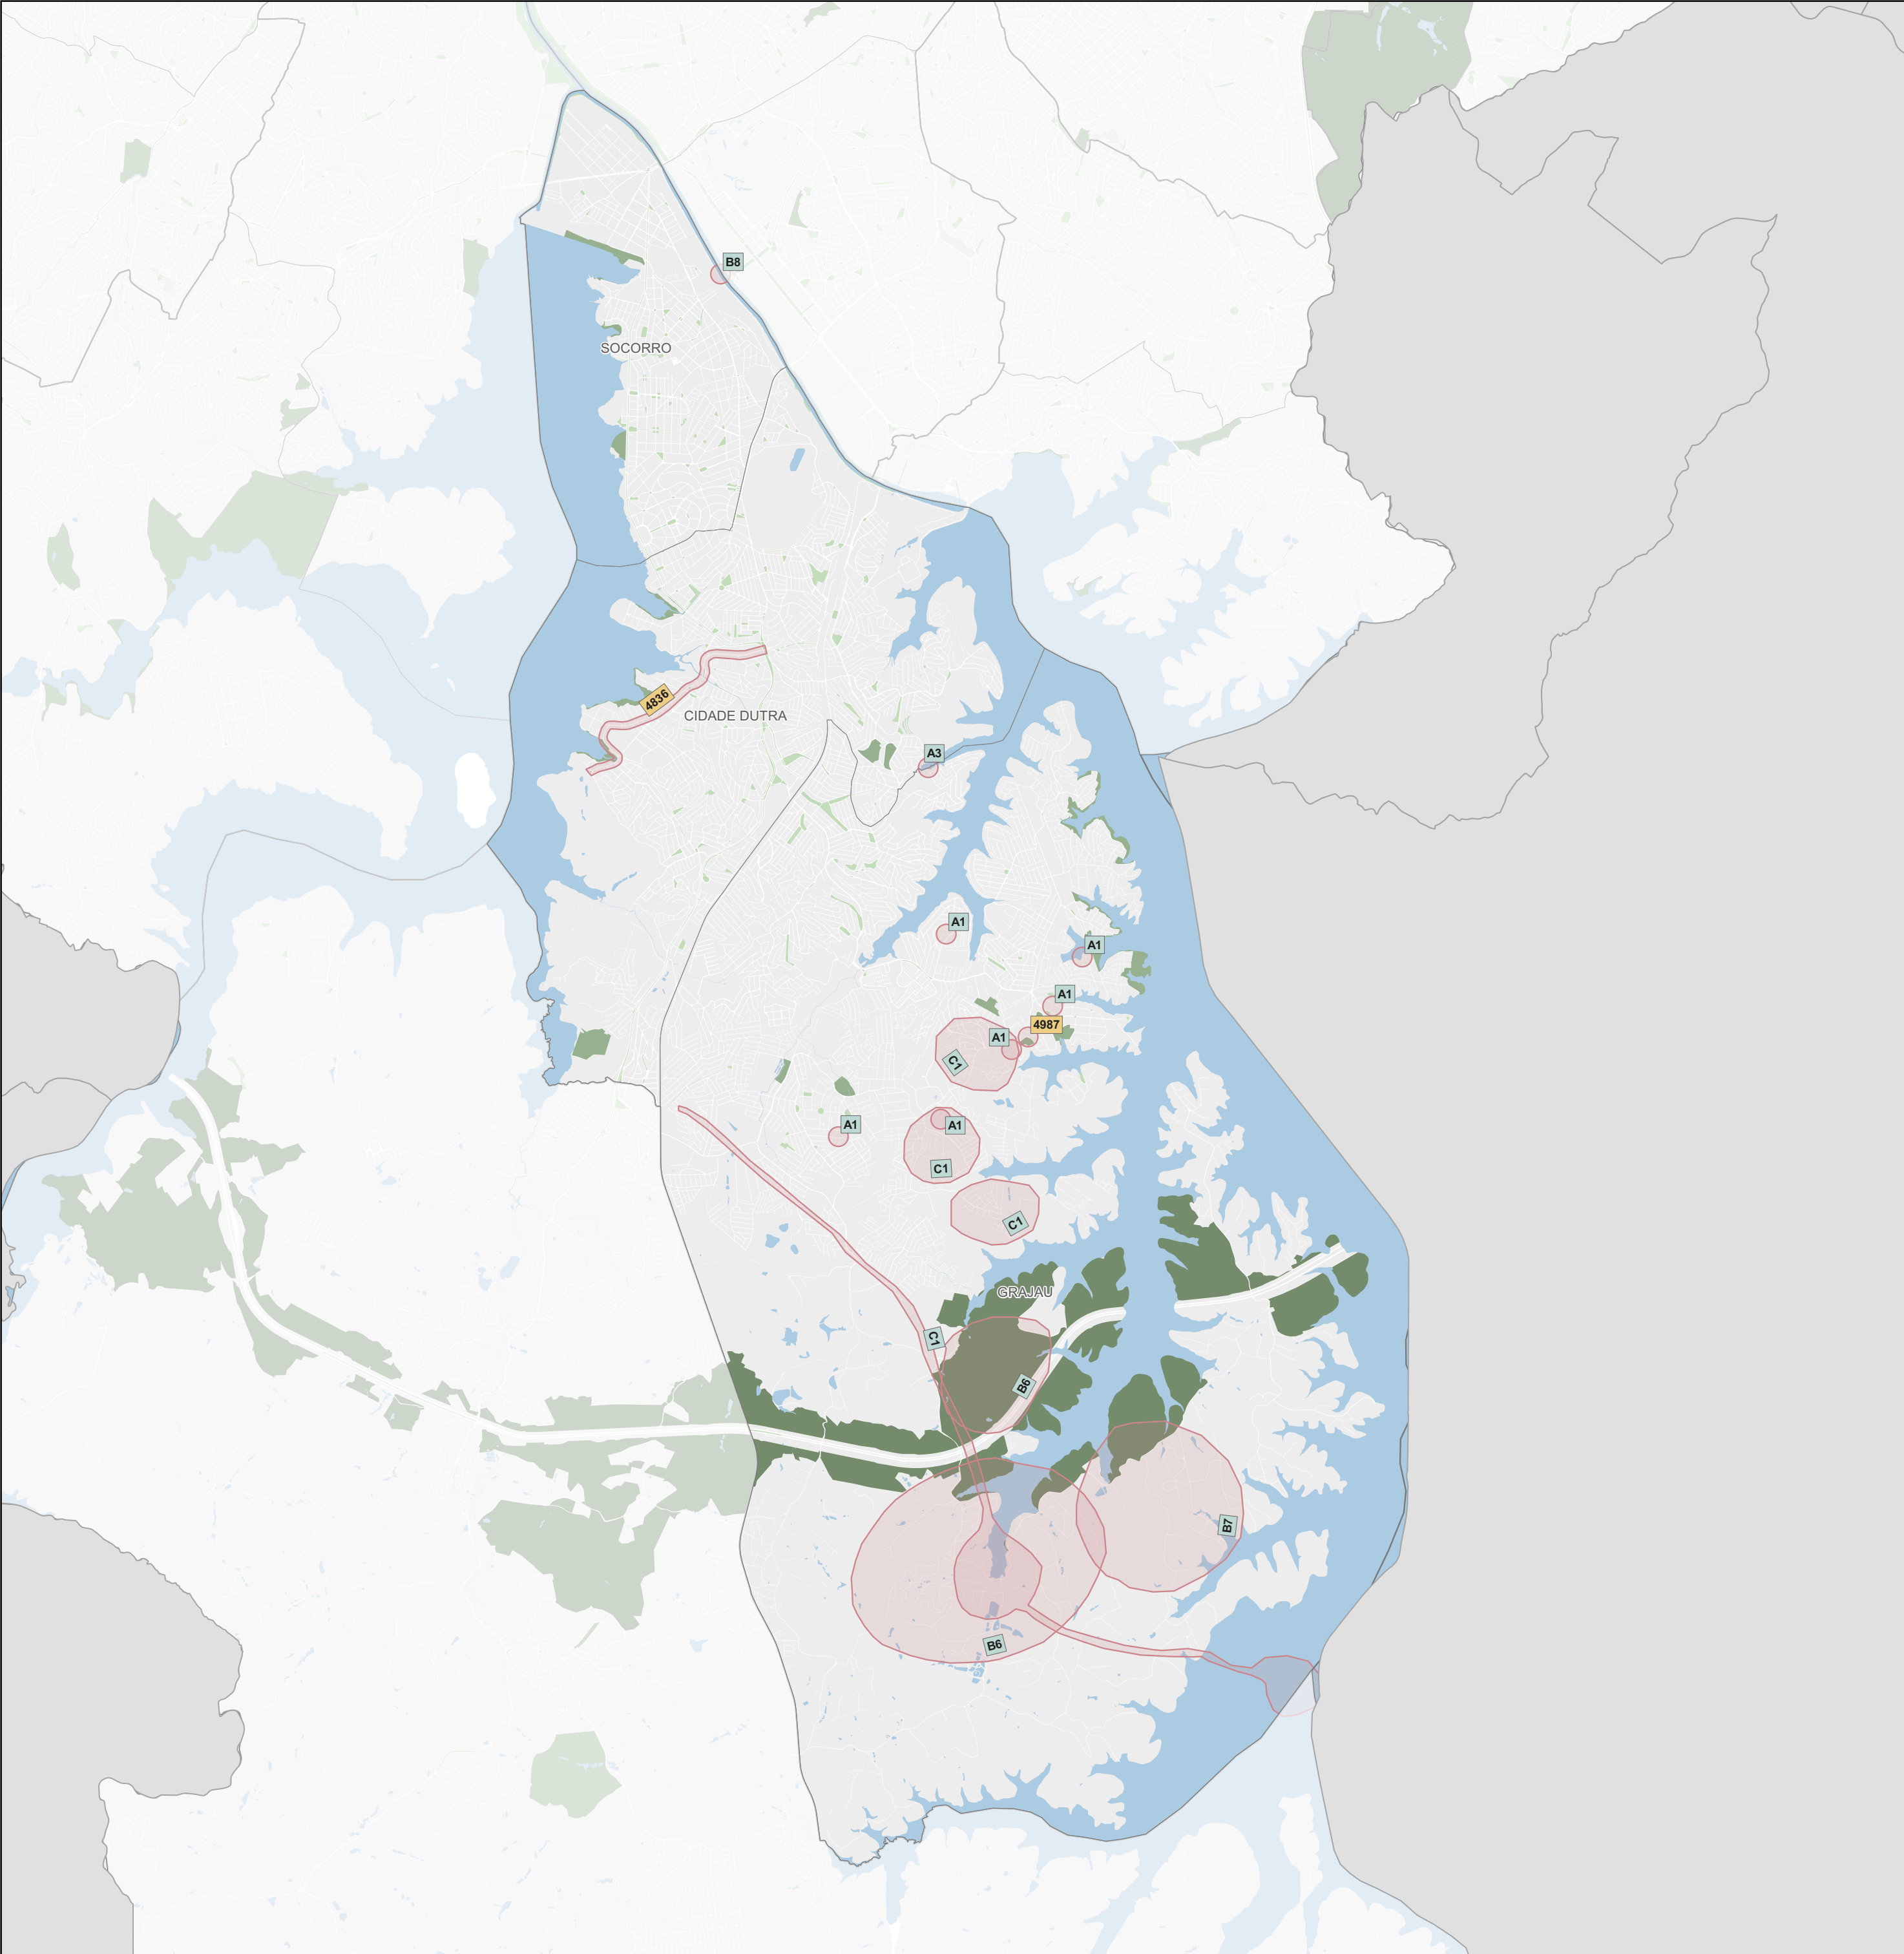 B8
SOCORRO
4836
CIDADE DUTRA
A3
A1
A1
A1
4987
A1
C1
A1
A1
C1
C1
GRAJAU
C1
B6
B7
B6